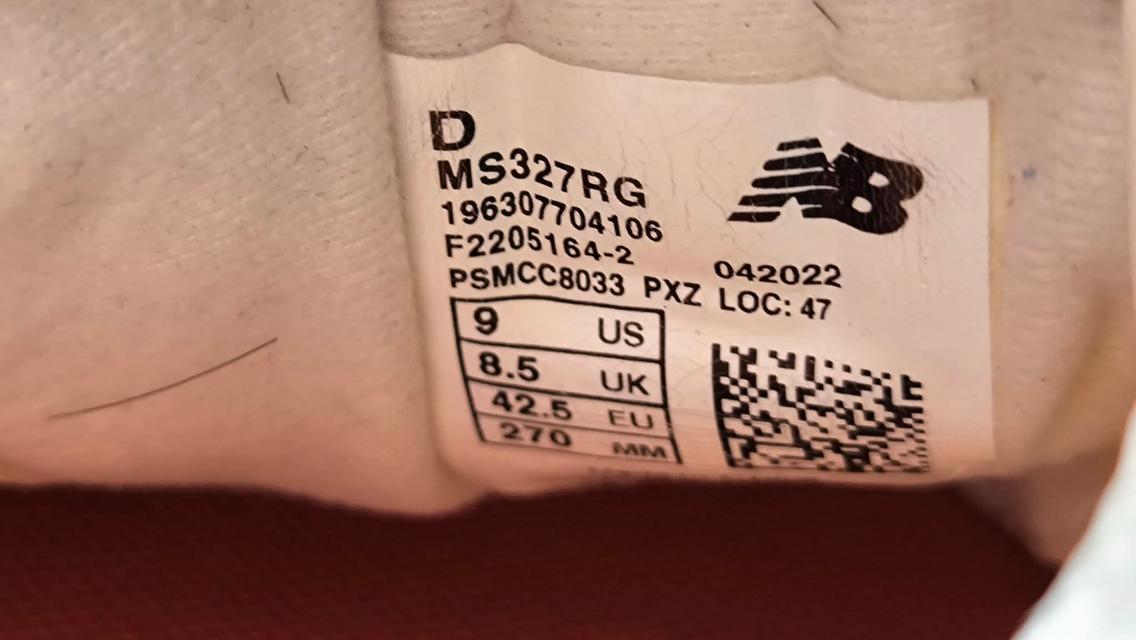 D
MS327RG
196307704106
F2205164-2
042022
PSMCC8033 PXZ LOC: 47
9 US
8.5 UK
42.5 EU
270 MM